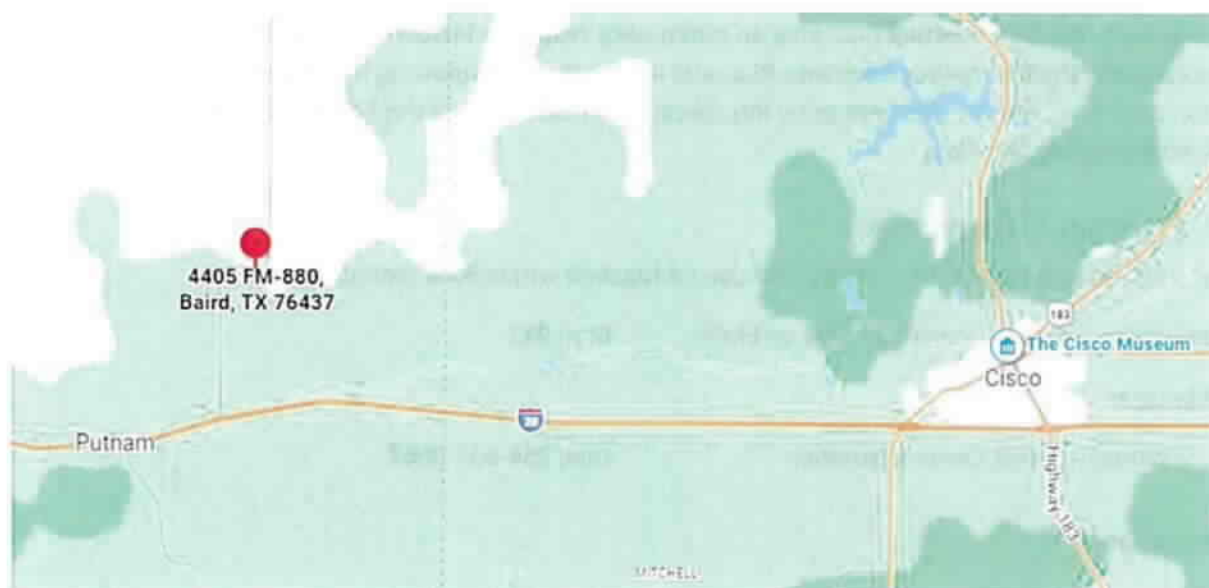 4405 FM-880,
Baird, TX 76437
183
The Cisco Museum
Cisco
20
Putnam
Highway 183
MITCHELL